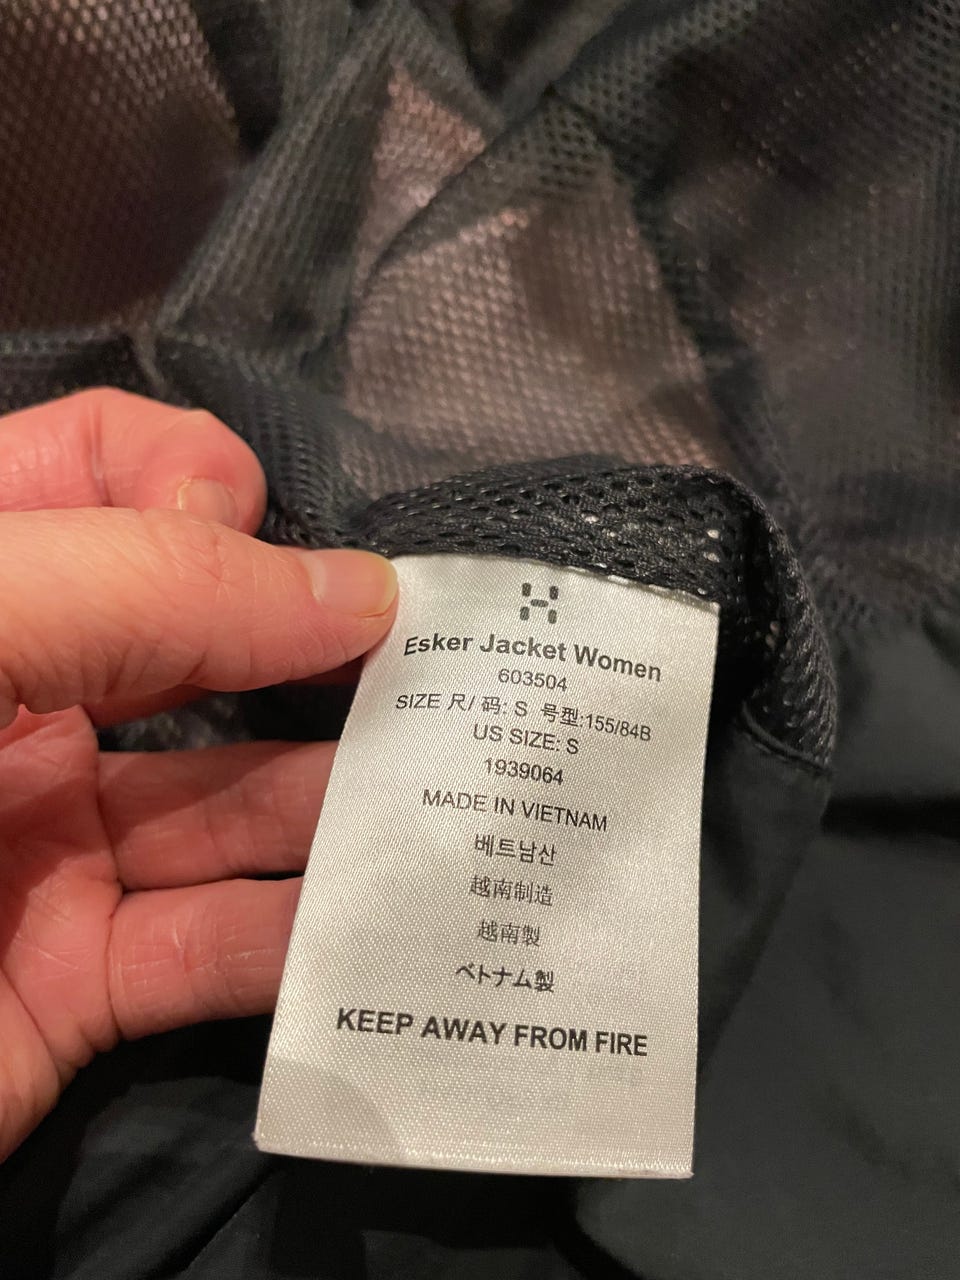 Esker Jacket Women
603504
SIZE 尺/ 码: S 号型:155/84B
US SIZE: S
1939064
MADE IN VIETNAM
베트남산
越南制造
越南製
ベトナム製
KEEP AWAY FROM FIRE